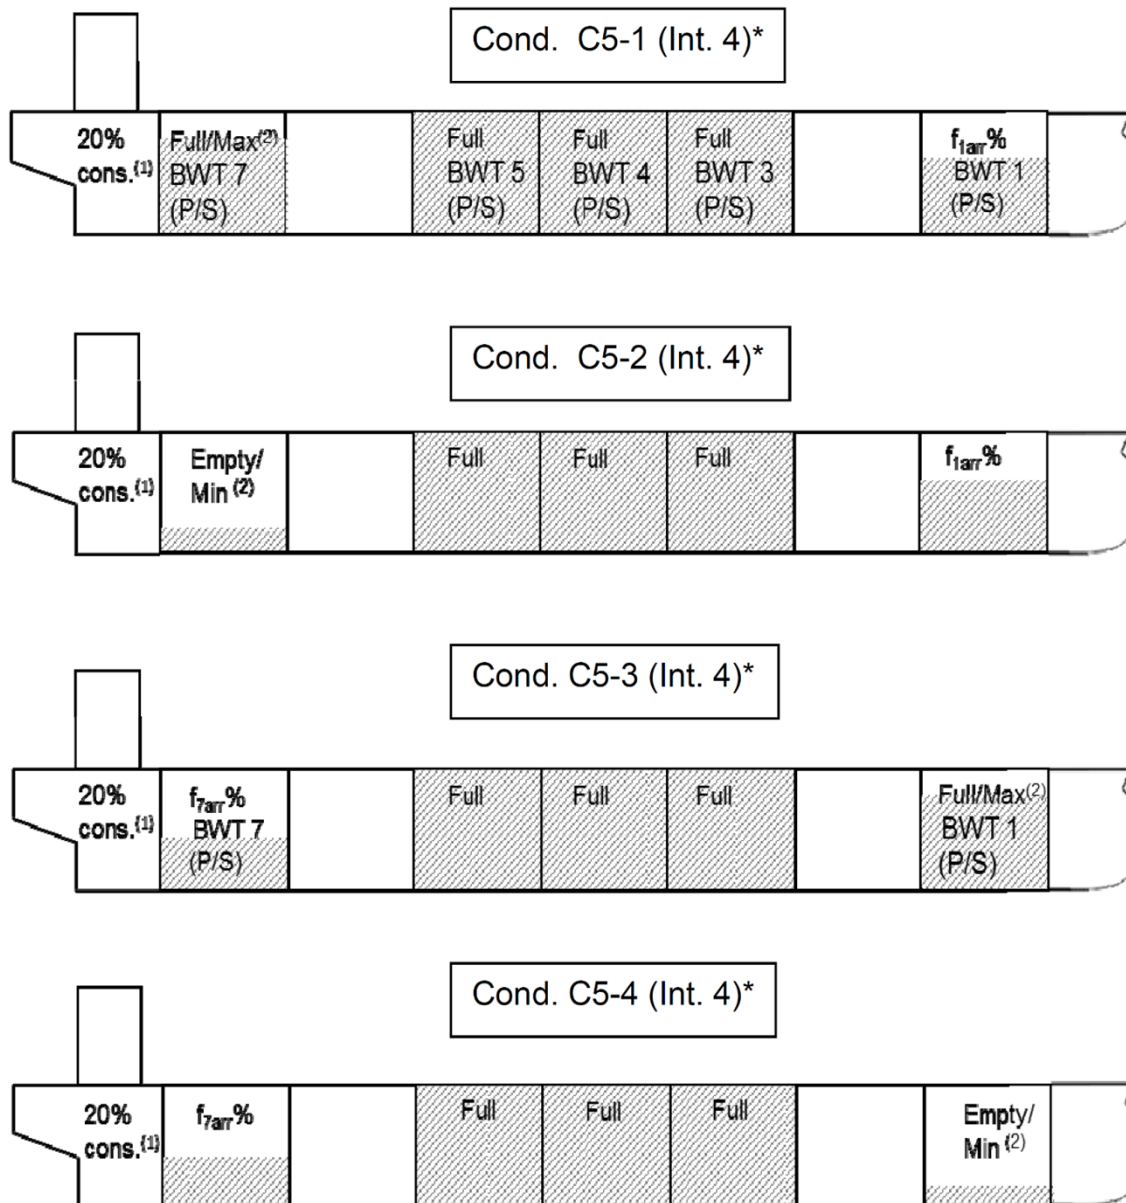 Cond. C5-1 (Int. 4)*
20% cons.(1)
Full/Max(2) BWT 7 (P/S)
Full BWT 5 (P/S)
Full BWT 4 (P/S)
Full BWT 3 (P/S)
f1arr% BWT 1 (P/S)
Cond. C5-2 (Int. 4)*
20% cons.(1)
Empty/ Min (2)
Full
Full
Full
f1arr%
Cond. C5-3 (Int. 4)*
20% cons.(1)
f7arr% BWT 7 (P/S)
Full
Full
Full
Full/Max(2) BWT 1 (P/S)
Cond. C5-4 (Int. 4)*
20% cons.(1)
f7arr%
Full
Full
Full
Empty/ Min (2)